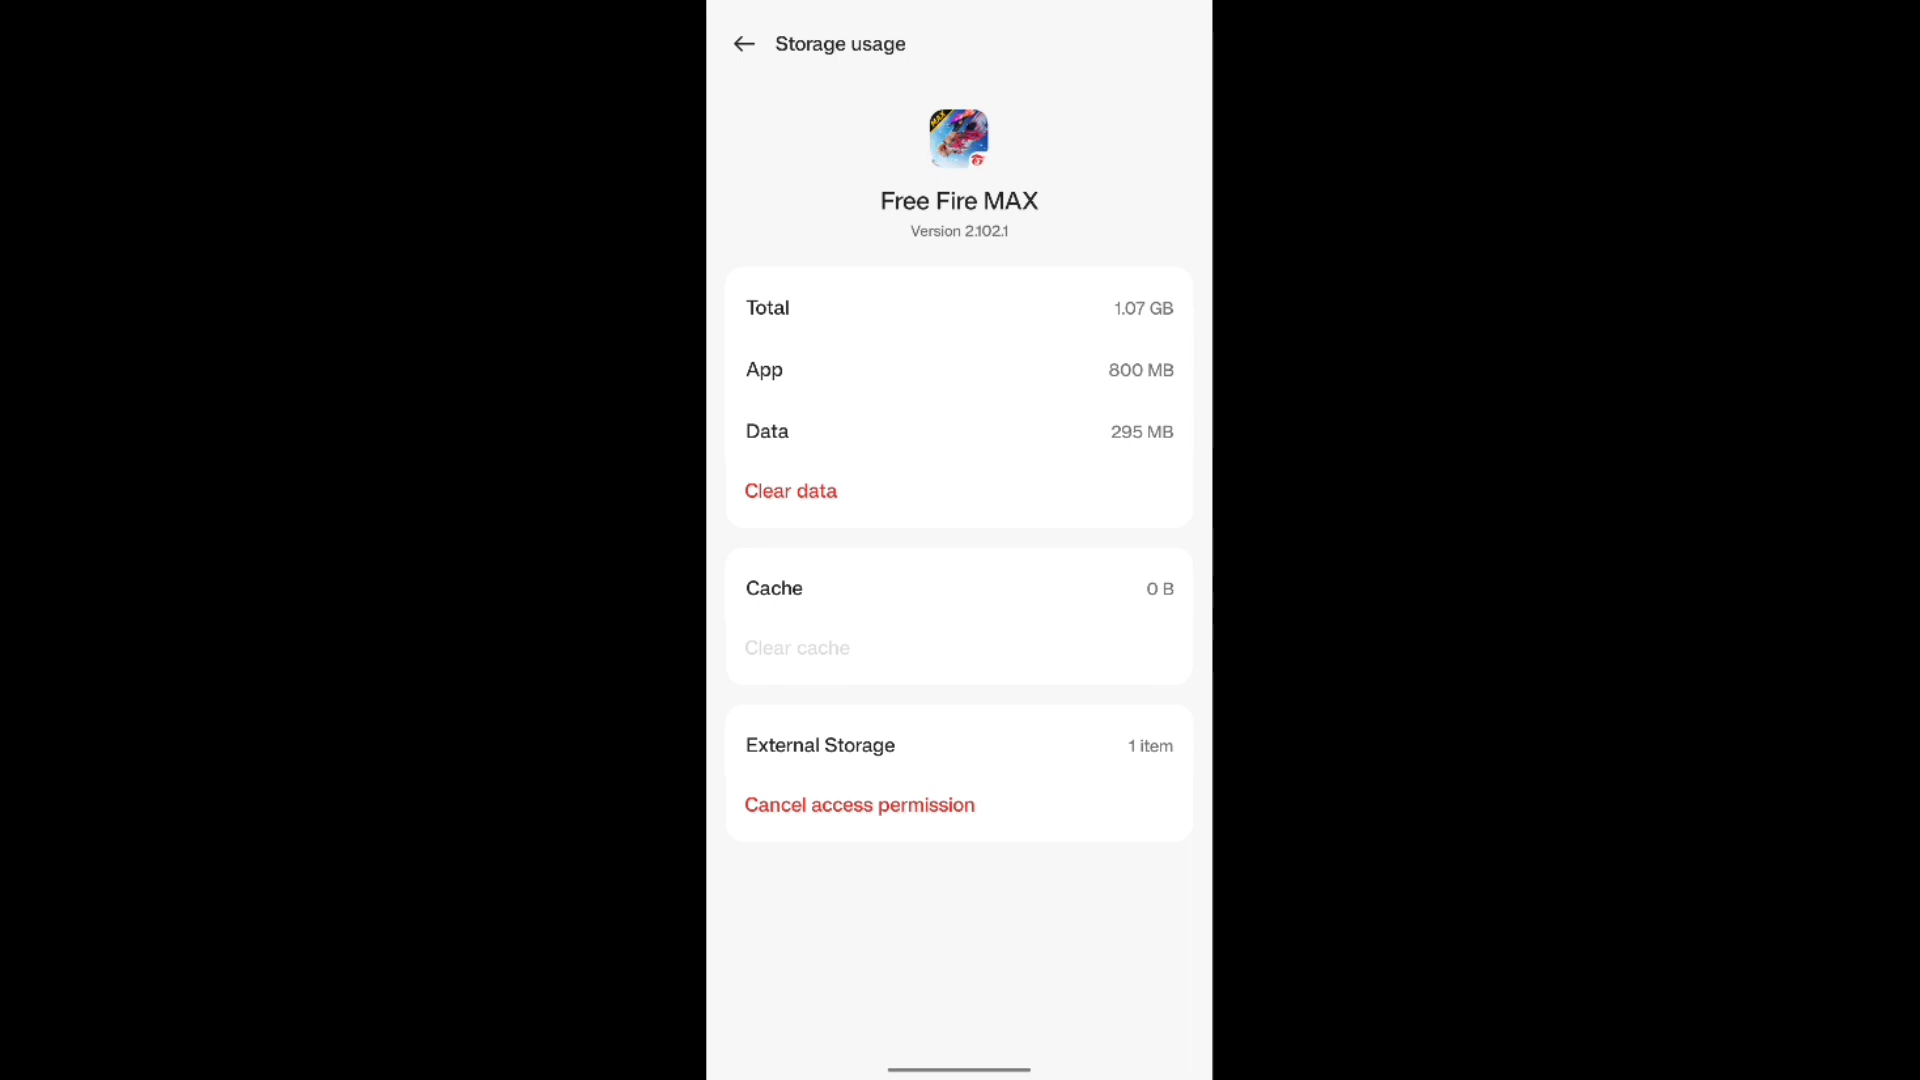 Storage usage
MAX
Free Fire MAX
Version 2.102.1
Total 1.07 GB
App 800 MB
Data 295 MB
Clear data
Cache 0 B
Clear cache
External Storage 1 item
Cancel access permission